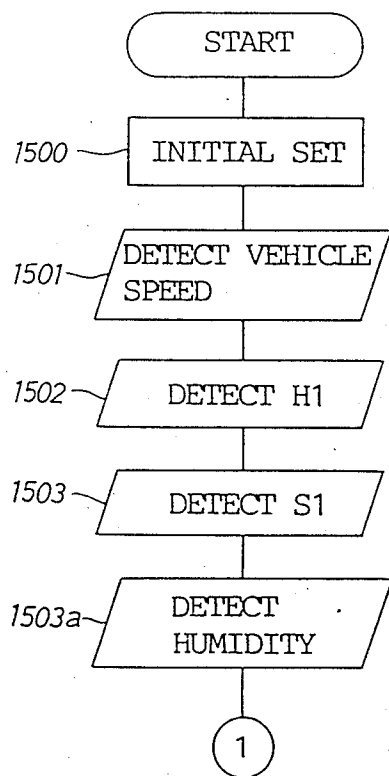 START
1500
INITIAL SET
1501
DETECT VEHICLE
SPEED
1502
DETECT H1
1503
DETECT S1
1503a
DETECT
HUMIDITY
1